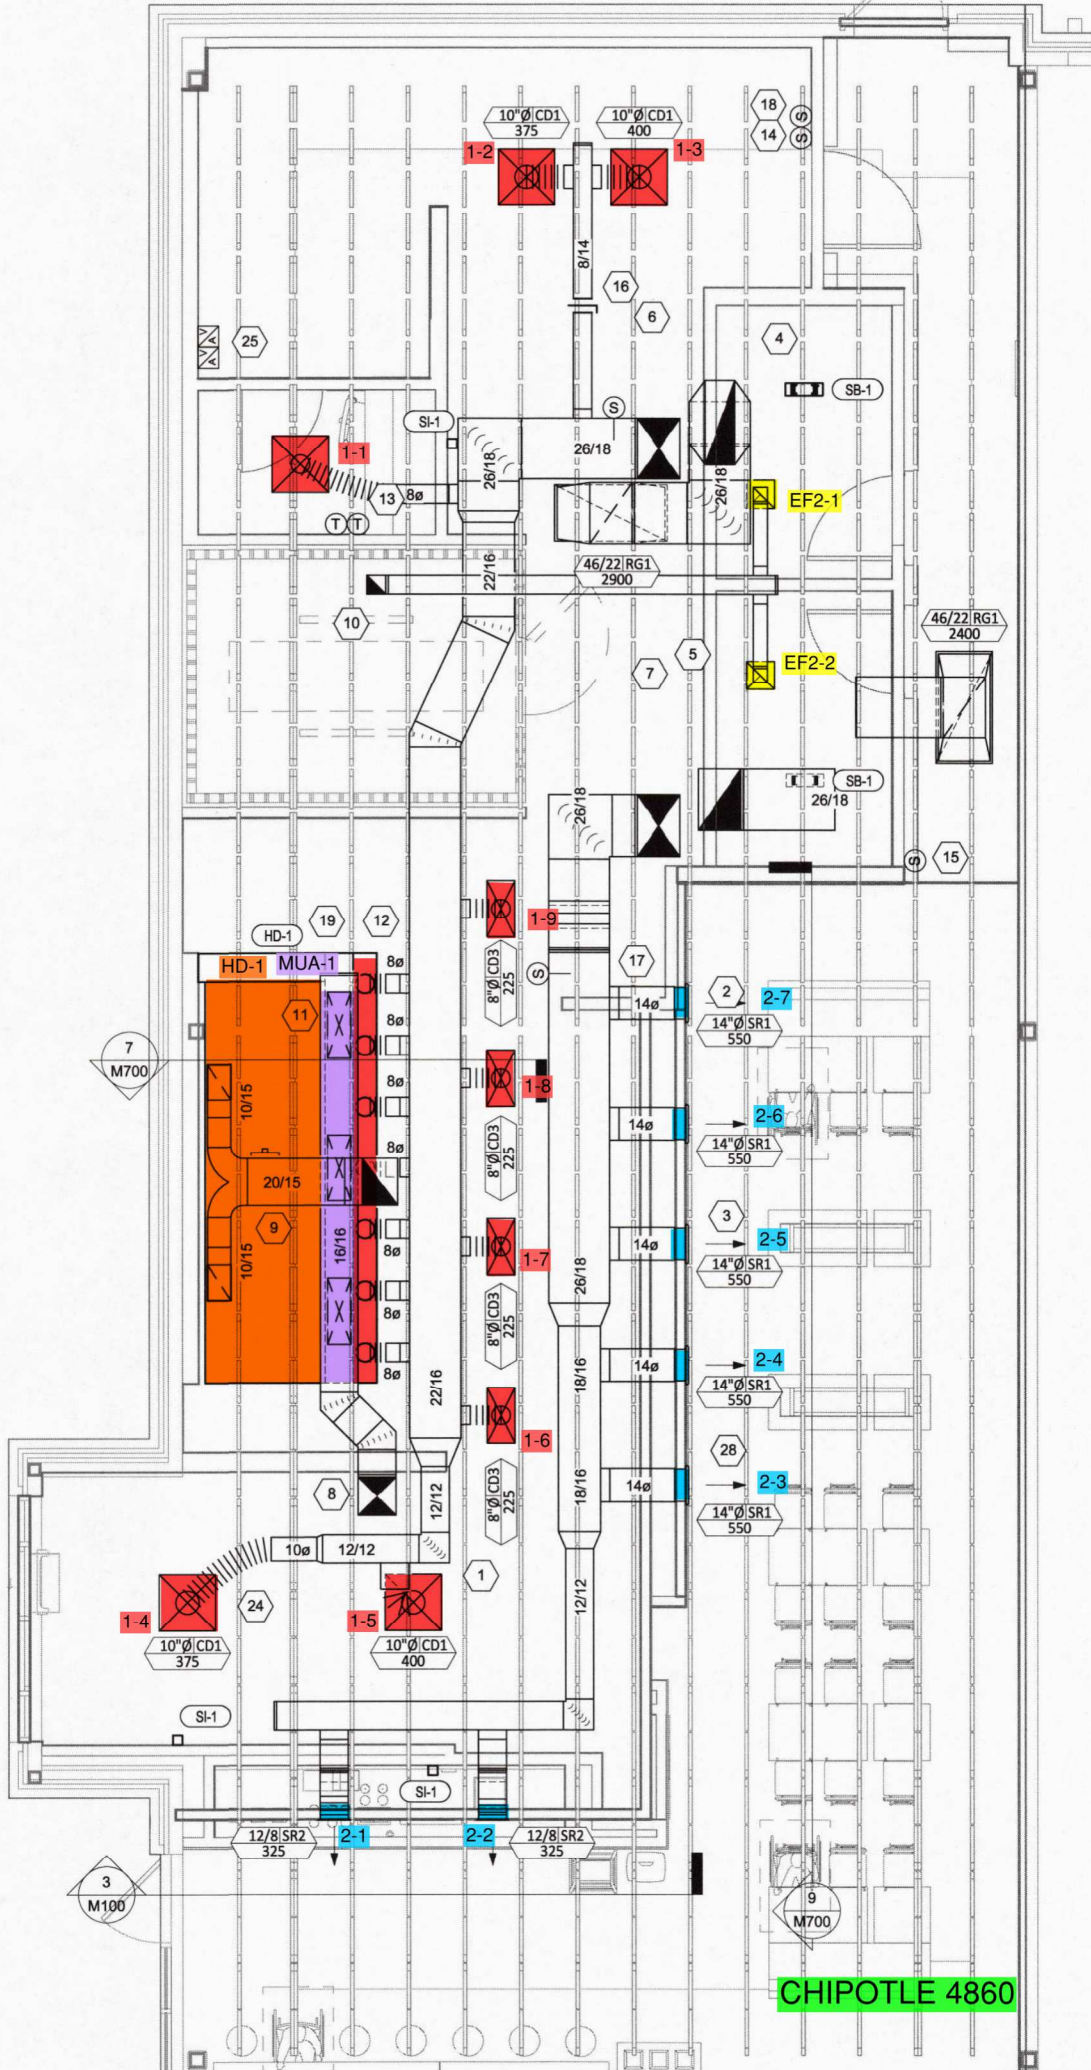 10"Ø CD1
375
10"Ø CD1
400
18
S
14
S
1-2
1-3
8/14
16
6
25
A V
A V
4
SB-1
SI-1
S
26/18
26/18
26/18
1-1
13
8ø
T
T
EF2-1
22/16
46/22 RG1
2900
10
5
7
EF2-2
46/22 RG1
2400
SB-1
26/18
26/18
S
15
19
12
HD-1
1-9
HD-1
MUA-1
8ø
8"Ø CD3
225
S
17
11
8ø
14ø
2
2-7
14"Ø SR1
550
7
M700
10/15
8ø
1-8
14ø
2-6
14"Ø SR1
550
8ø
8"Ø CD3
225
20/15
9
16/16
10/15
8ø
1-7
14ø
3
2-5
14"Ø SR1
550
8ø
26/18
8"Ø CD3
225
8ø
22/16
18/16
14ø
2-4
14"Ø SR1
550
1-6
28
8
12/12
8"Ø CD3
225
18/16
14ø
2-3
14"Ø SR1
550
10ø
12/12
1
12/12
24
1-4
1-5
10"Ø CD1
375
10"Ø CD1
400
SI-1
SI-1
12/8 SR2
325
2-1
2-2
12/8 SR2
325
3
M100
9
M700
CHIPOTLE 4860